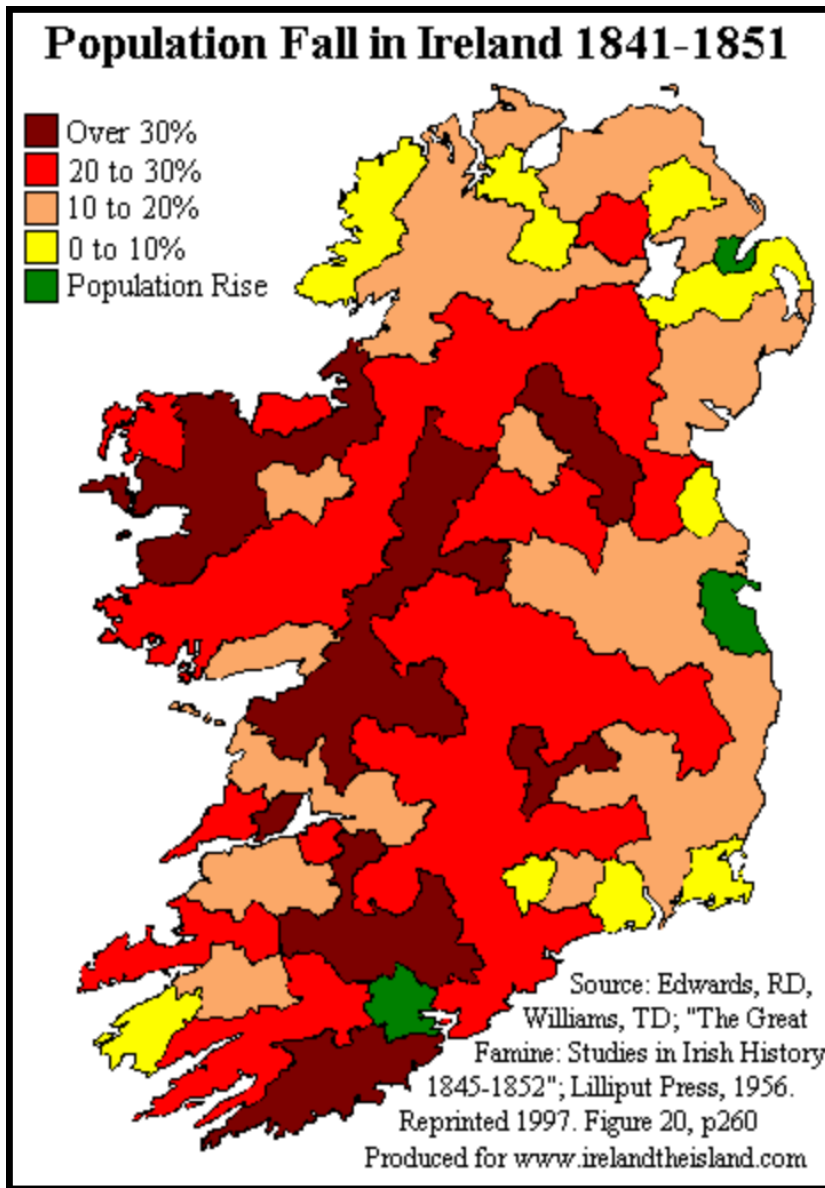 Population Fall in Ireland 1841-1851
Over 30%
20 to 30%
10 to 20%
0 to 10%
Population Rise
Source: Edwards, RD,
Williams, TD; "The Great
Famine: Studies in Irish History
1845-1852"; Lilliput Press, 1956.
Reprinted 1997. Figure 20, p260
Produced for www.irelandtheisland.com